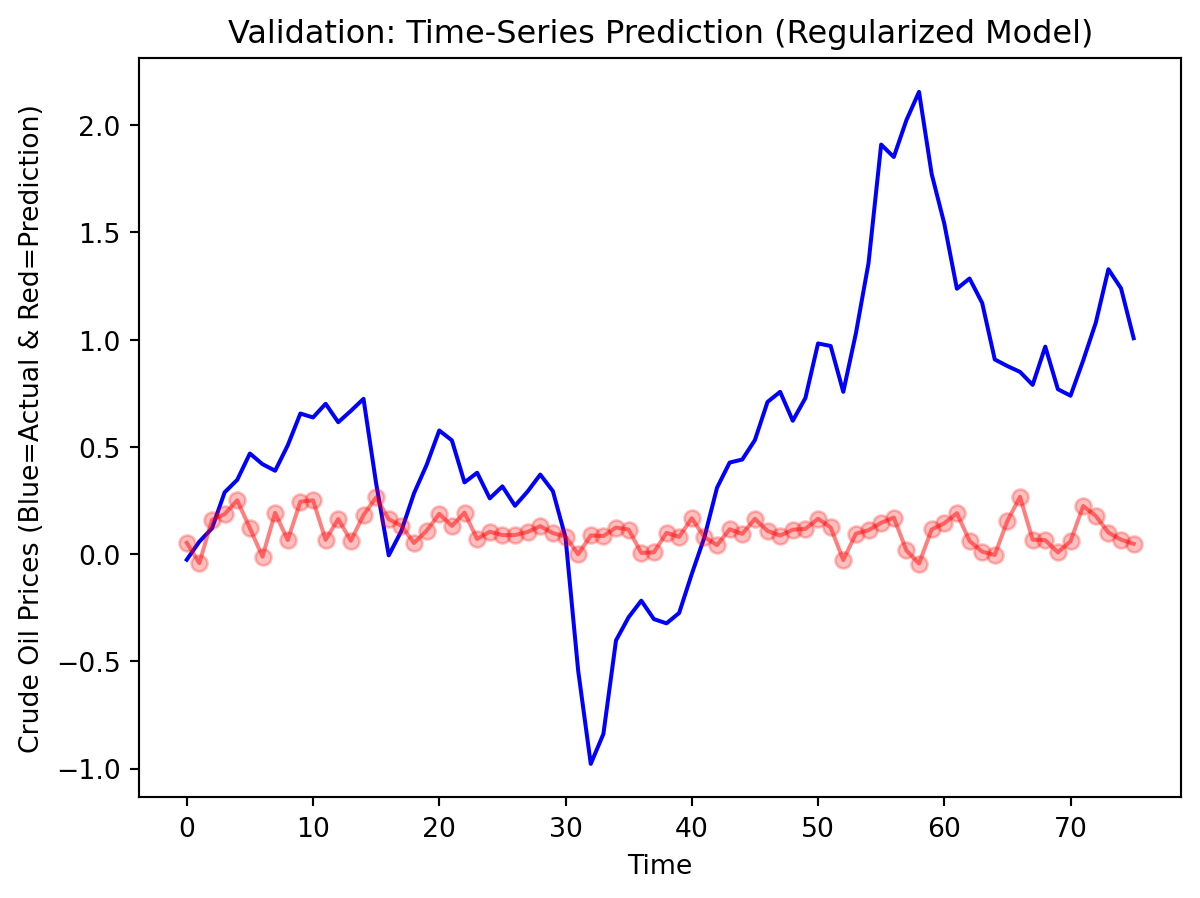 Validation: Time-Series Prediction (Regularized Model)
Crude Oil Prices (Blue=Actual & Red=Prediction)
2.0
1.5
1.0
0.5
0.0
−0.5
−1.0
0 10 20 30 40 50 60 70
Time